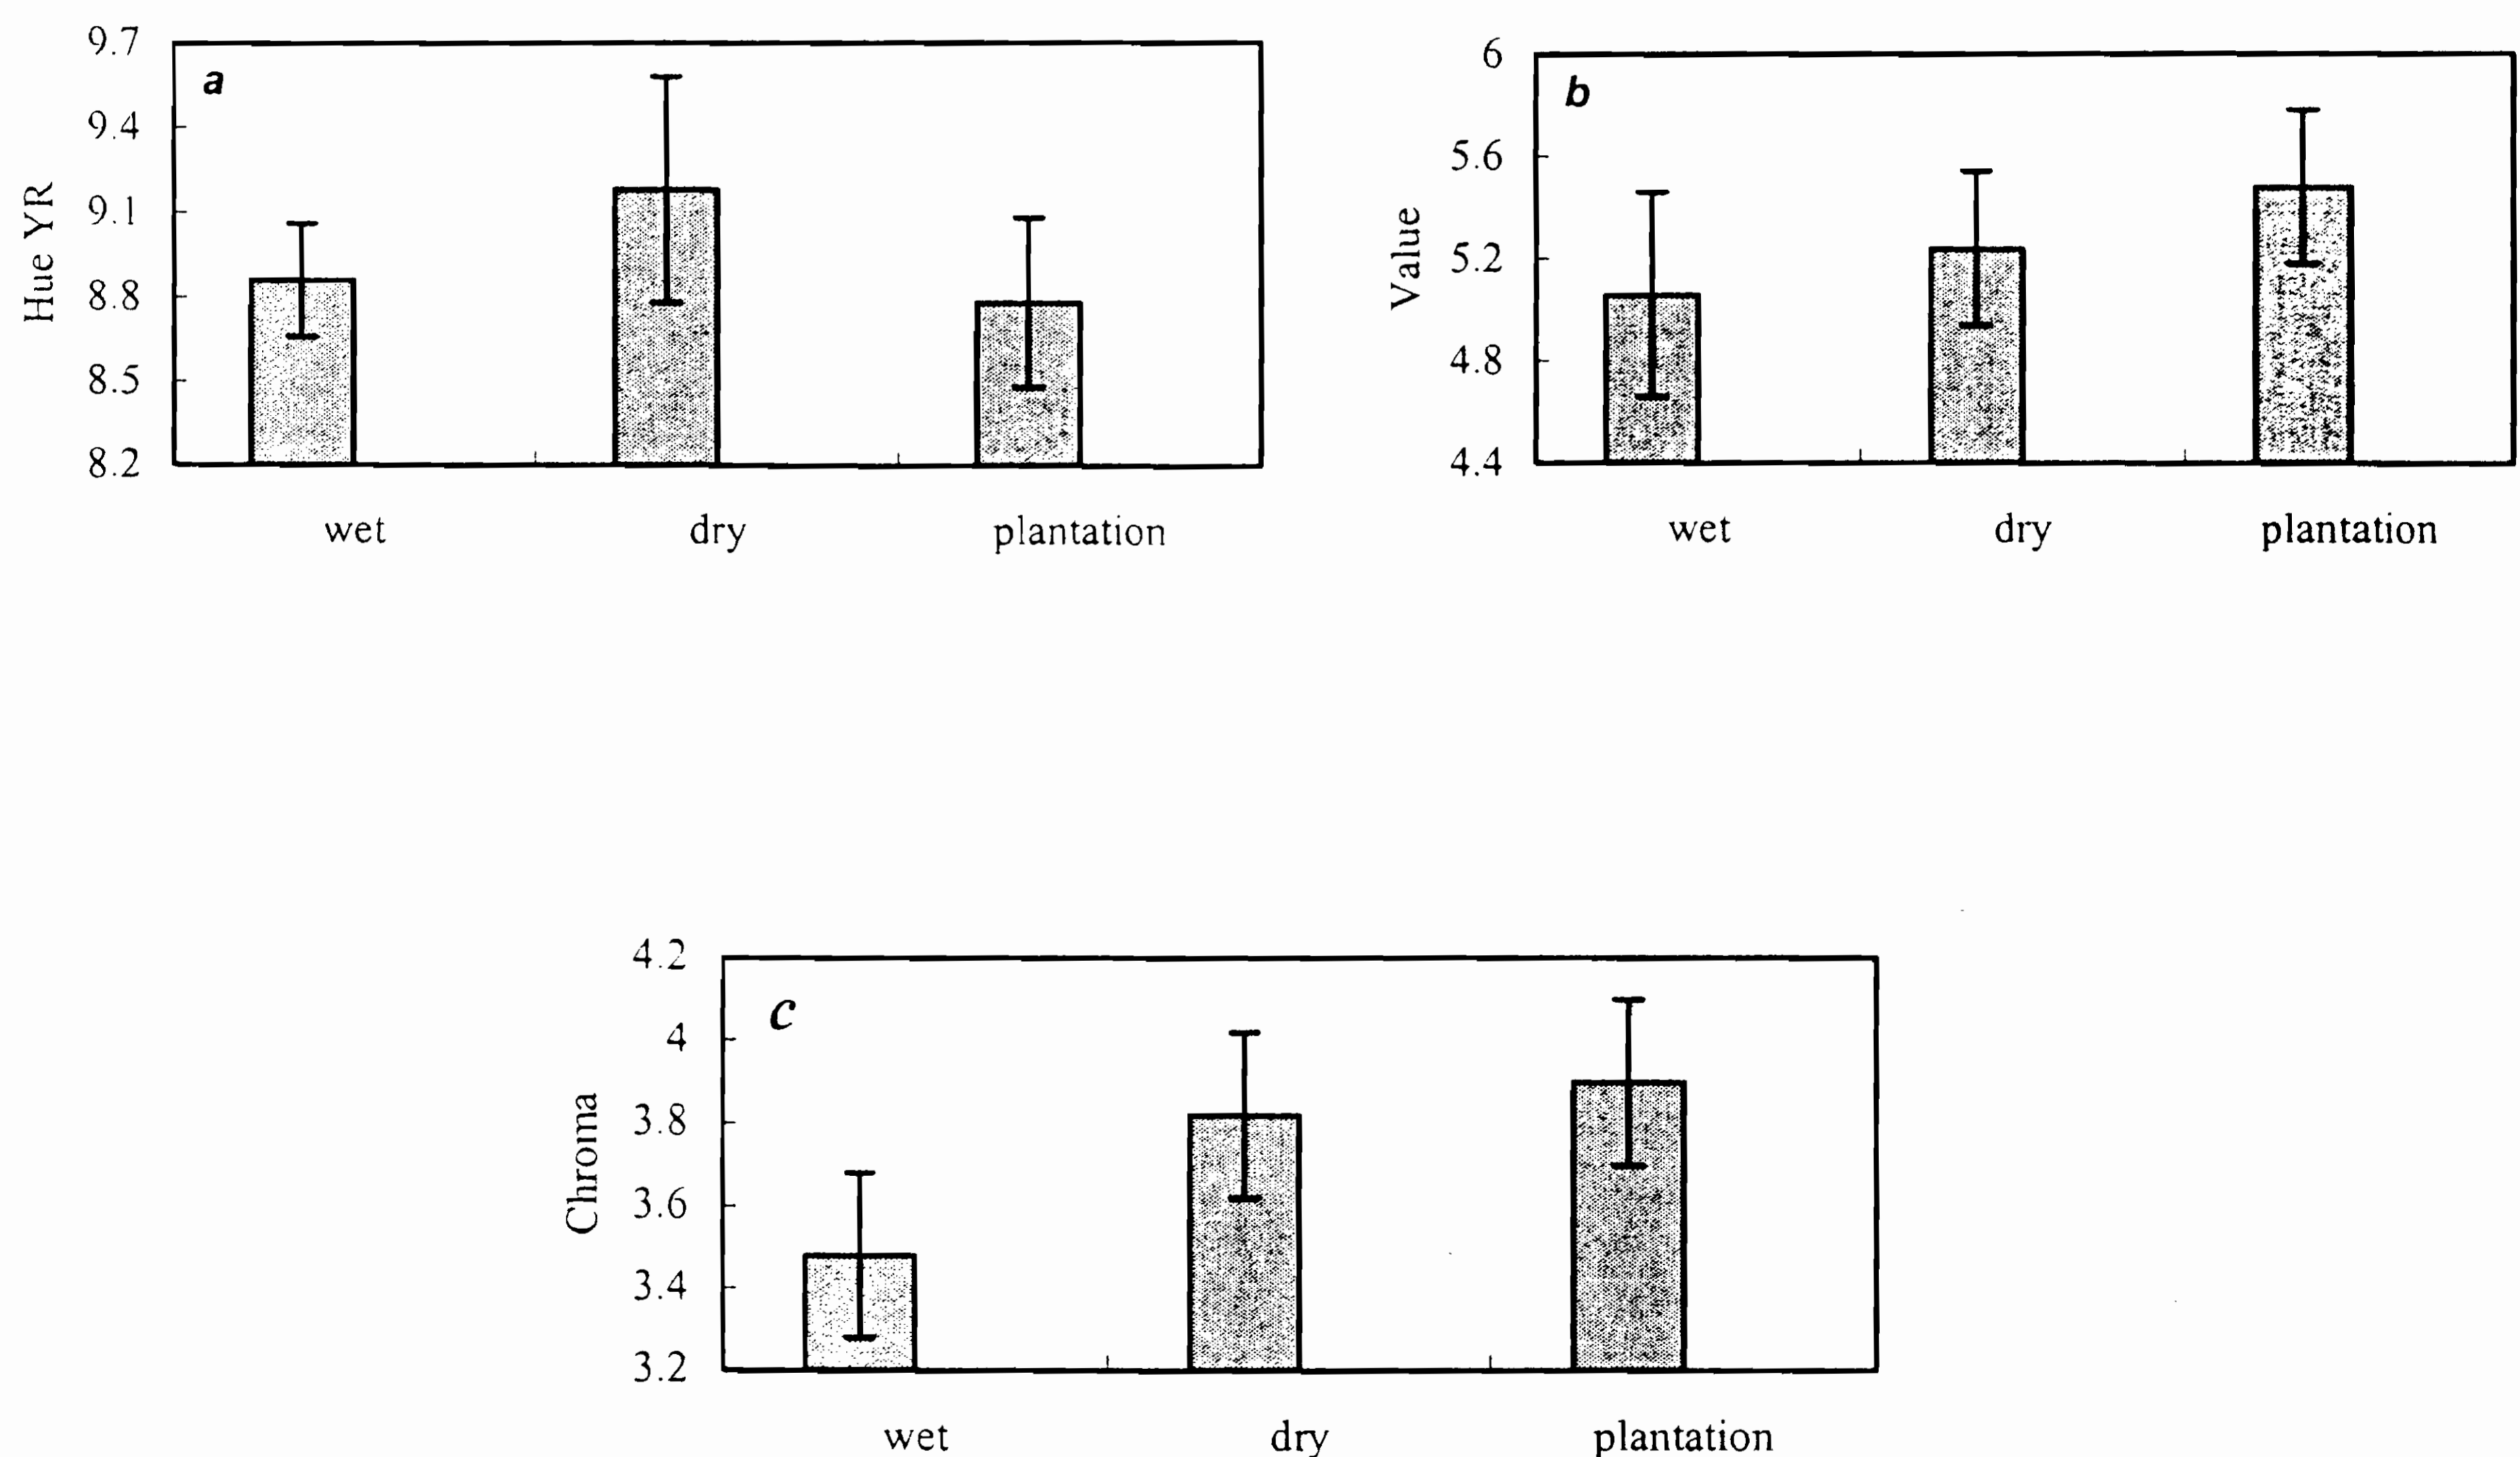 a
Hue YR
9.7
9.4
9.1
8.8
8.5
8.2
wet dry plantation
b
Value
6
5.6
5.2
4.8
4.4
wet dry plantation
c
Chroma
4.2
4
3.8
3.6
3.4
3.2
wet dry plantation